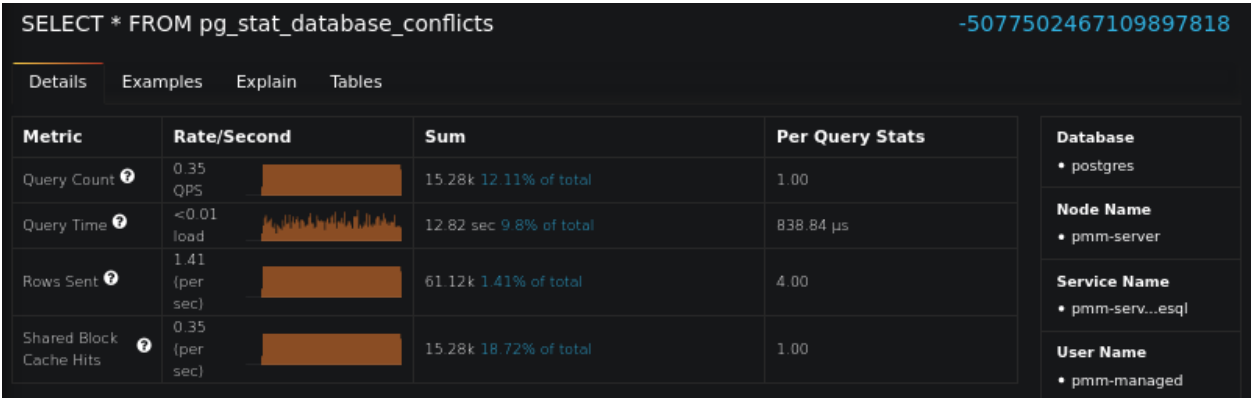 SELECT * FROM pg_stat_database_conflicts
-5077502467109897818
Details Examples Explain Tables
Metric Rate/Second Sum Per Query Stats
Query Count ? 0.35 QPS 15.28k 12.11% of total 1.00
Query Time ? <0.01 load 12.82 sec 9.8% of total 838.84 µs
Rows Sent ? 1.41 (per sec) 61.12k 1.41% of total 4.00
Shared Block Cache Hits ? 0.35 (per sec) 15.28k 18.72% of total 1.00
Database
• postgres
Node Name
• pmm-server
Service Name
• pmm-serv...esql
User Name
• pmm-managed